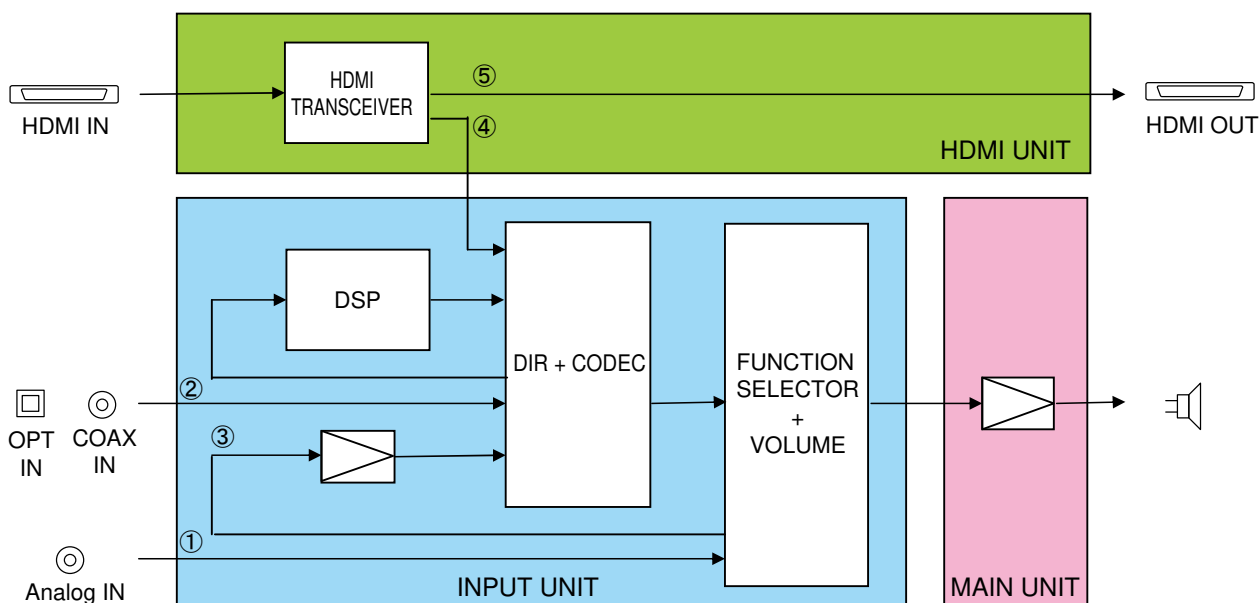 HDMI IN
HDMI
TRANSCEIVER
⑤
④
HDMI OUT
HDMI UNIT
DSP
DIR + CODEC
FUNCTION
SELECTOR
+
VOLUME
②
OPT
IN
COAX
IN
③
①
Analog IN
INPUT UNIT
MAIN UNIT